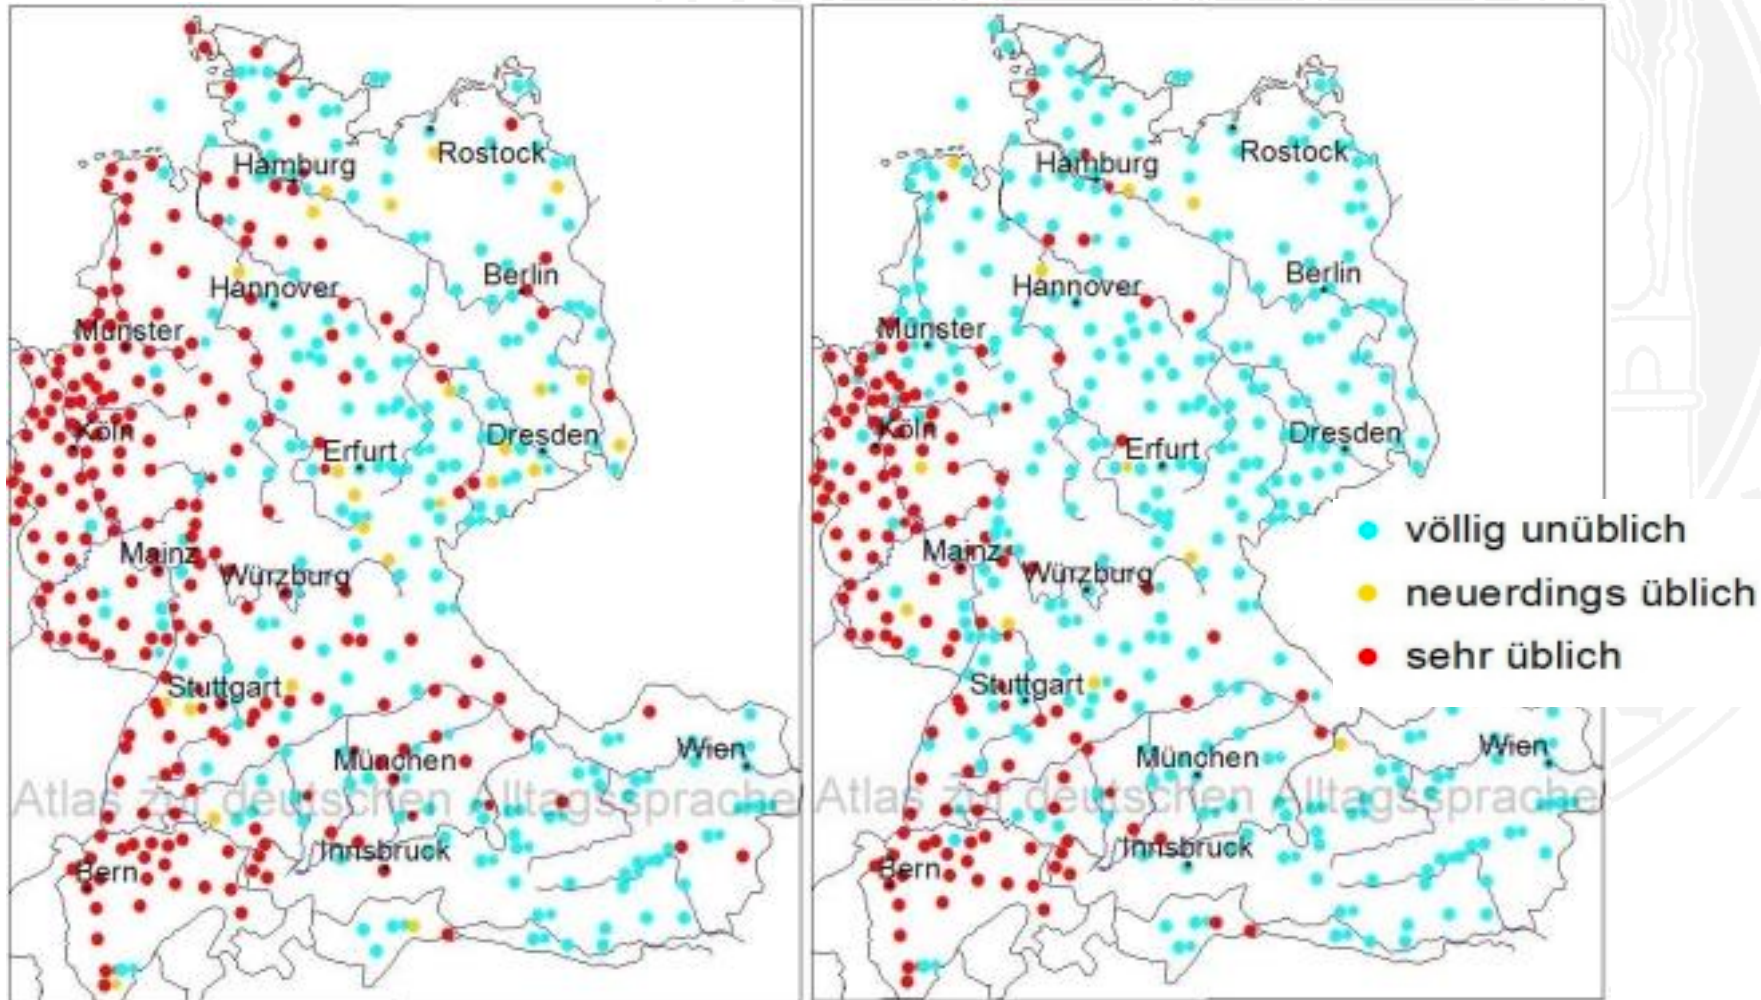 Hamburg
Rostock
Hannover
Berlin
Münster
Köln
Erfurt
Dresden
Mainz
Würzburg
Stuttgart
München
Wien
Atlas zur deutschen Alltagssprache
Innsbruck
Bern
Hamburg
Rostock
Hannover
Berlin
Münster
Köln
Erfurt
Dresden
Mainz
Würzburg
Stuttgart
München
Wien
Atlas zur deutschen Alltagssprache
Innsbruck
Bern
völlig unüblich
neuerdings üblich
sehr üblich